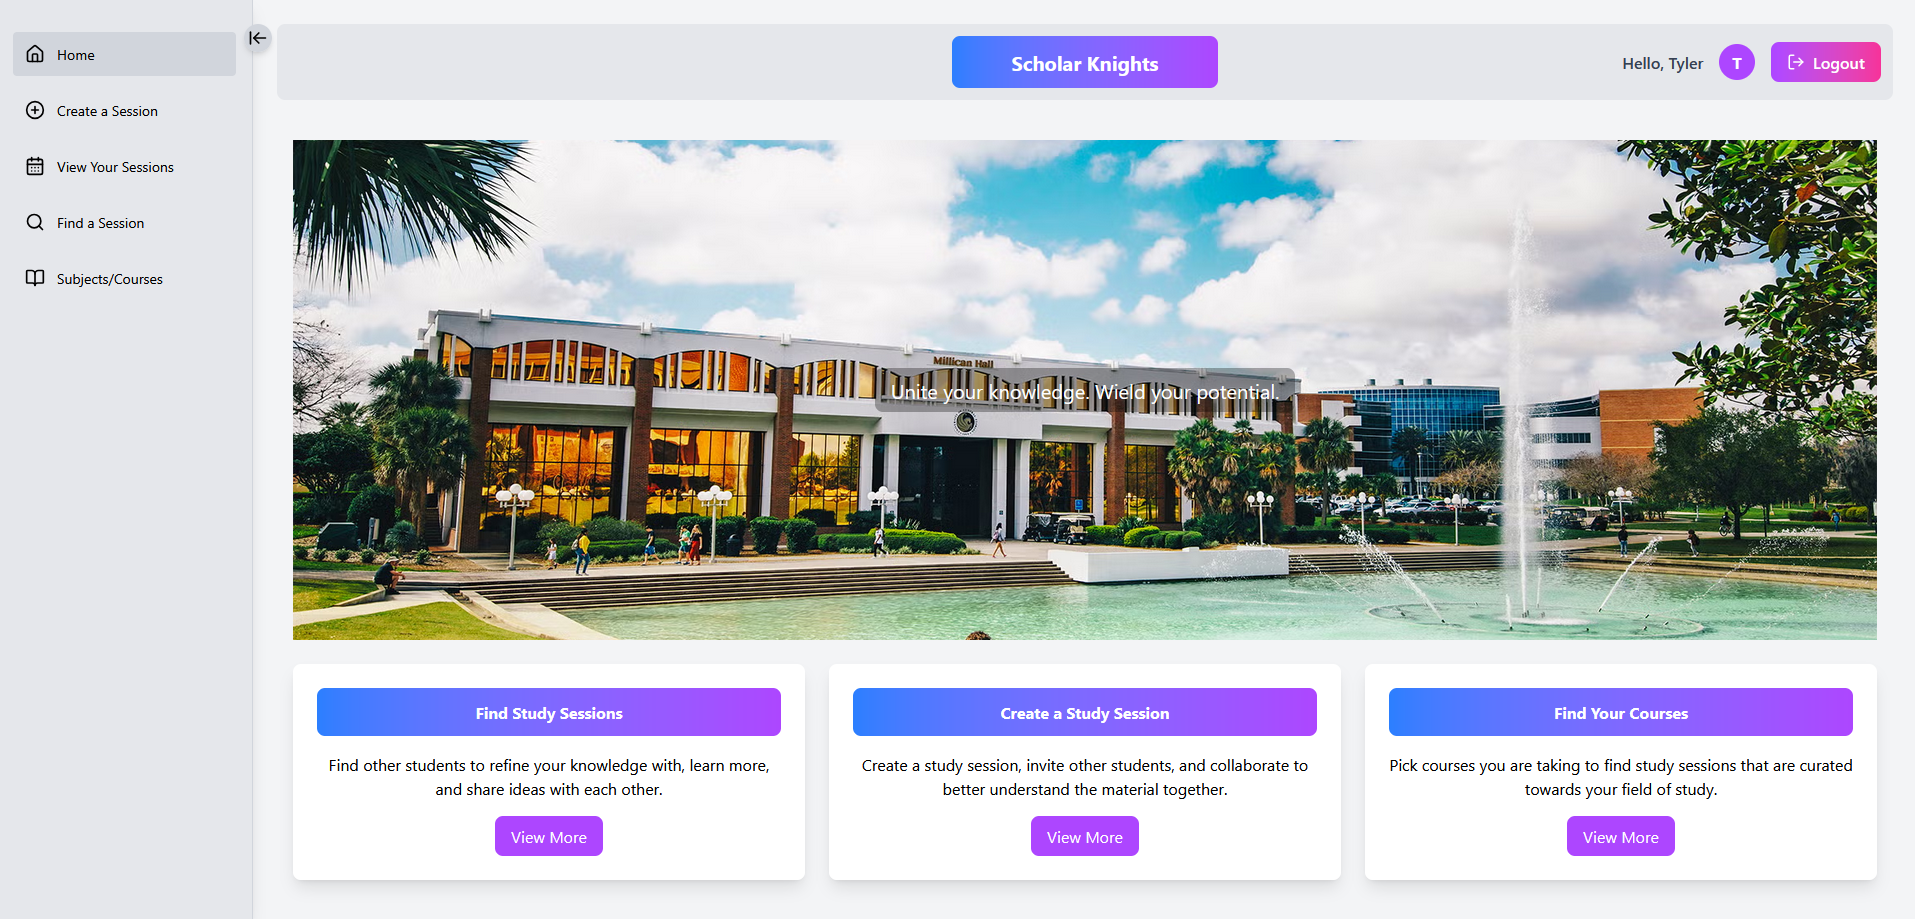 Home
Create a Session
View Your Sessions
Find a Session
Subjects/Courses
Scholar Knights
Hello, Tyler
T
Logout
Millican Hall
Unite your knowledge. Wield your potential.
Find Study Sessions
Find other students to refine your knowledge with, learn more,
and share ideas with each other.
View More
Create a Study Session
Create a study session, invite other students, and collaborate to
better understand the material together.
View More
Find Your Courses
Pick courses you are taking to find study sessions that are curated
towards your field of study.
View More